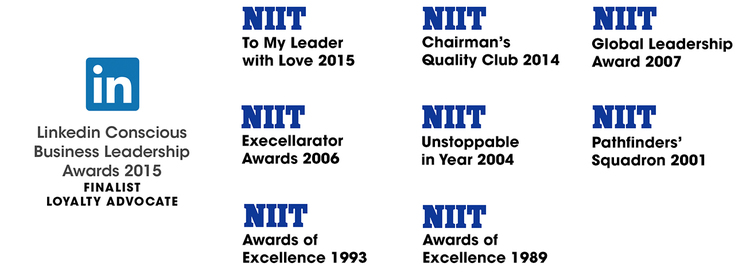 in
Linkedin Conscious
Business Leadership
Awards 2015
FINALIST
LOYALTY ADVOCATE
NIIT
To My Leader
with Love 2015
NIIT
Chairman's
Quality Club 2014
NIIT
Global Leadership
Award 2007
NIIT
Execellarator
Awards 2006
NIIT
Unstoppable
in Year 2004
NIIT
Pathfinders'
Squadron 2001
NIIT
Awards of
Excellence 1993
NIIT
Awards of
Excellence 1989